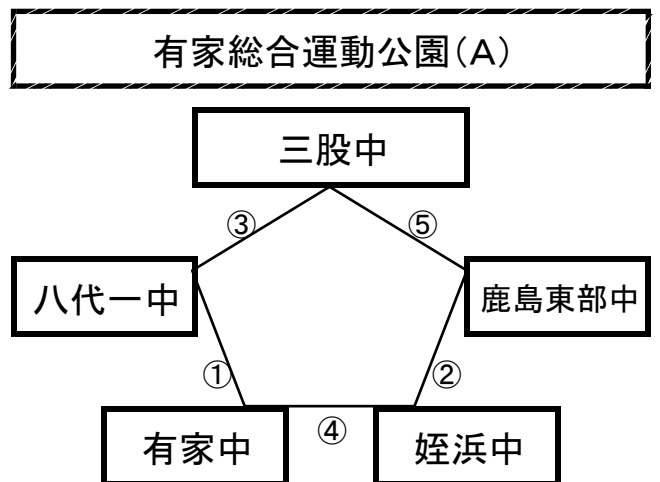 有家総合運動公園(A)
三股中
③ ⑤
八代一中 鹿島東部中
① ②
④
有家中 姪浜中